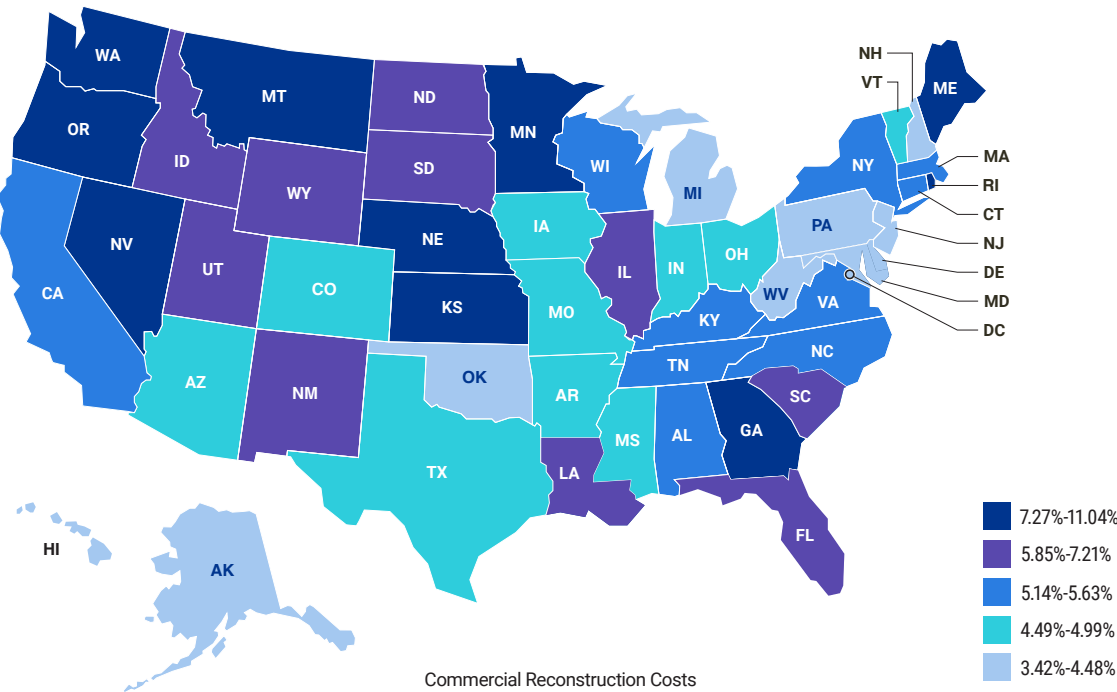 NH
VT
WA
ME
MT
ND
OR
MN
MA
ID
NY
WI
SD
RI
WY
MI
CT
PA
IA
NE
NJ
NV
OH
UT
IN
IL
DE
CO
CA
WV
MD
VA
KS
MO
KY
DC
NC
TN
OK
AZ
NM
AR
SC
GA
AL
MS
TX
LA
FL
HI
AK
7.27%-11.04%
5.85%-7.21%
5.14%-5.63%
4.49%-4.99%
3.42%-4.48%
Commercial Reconstruction Costs